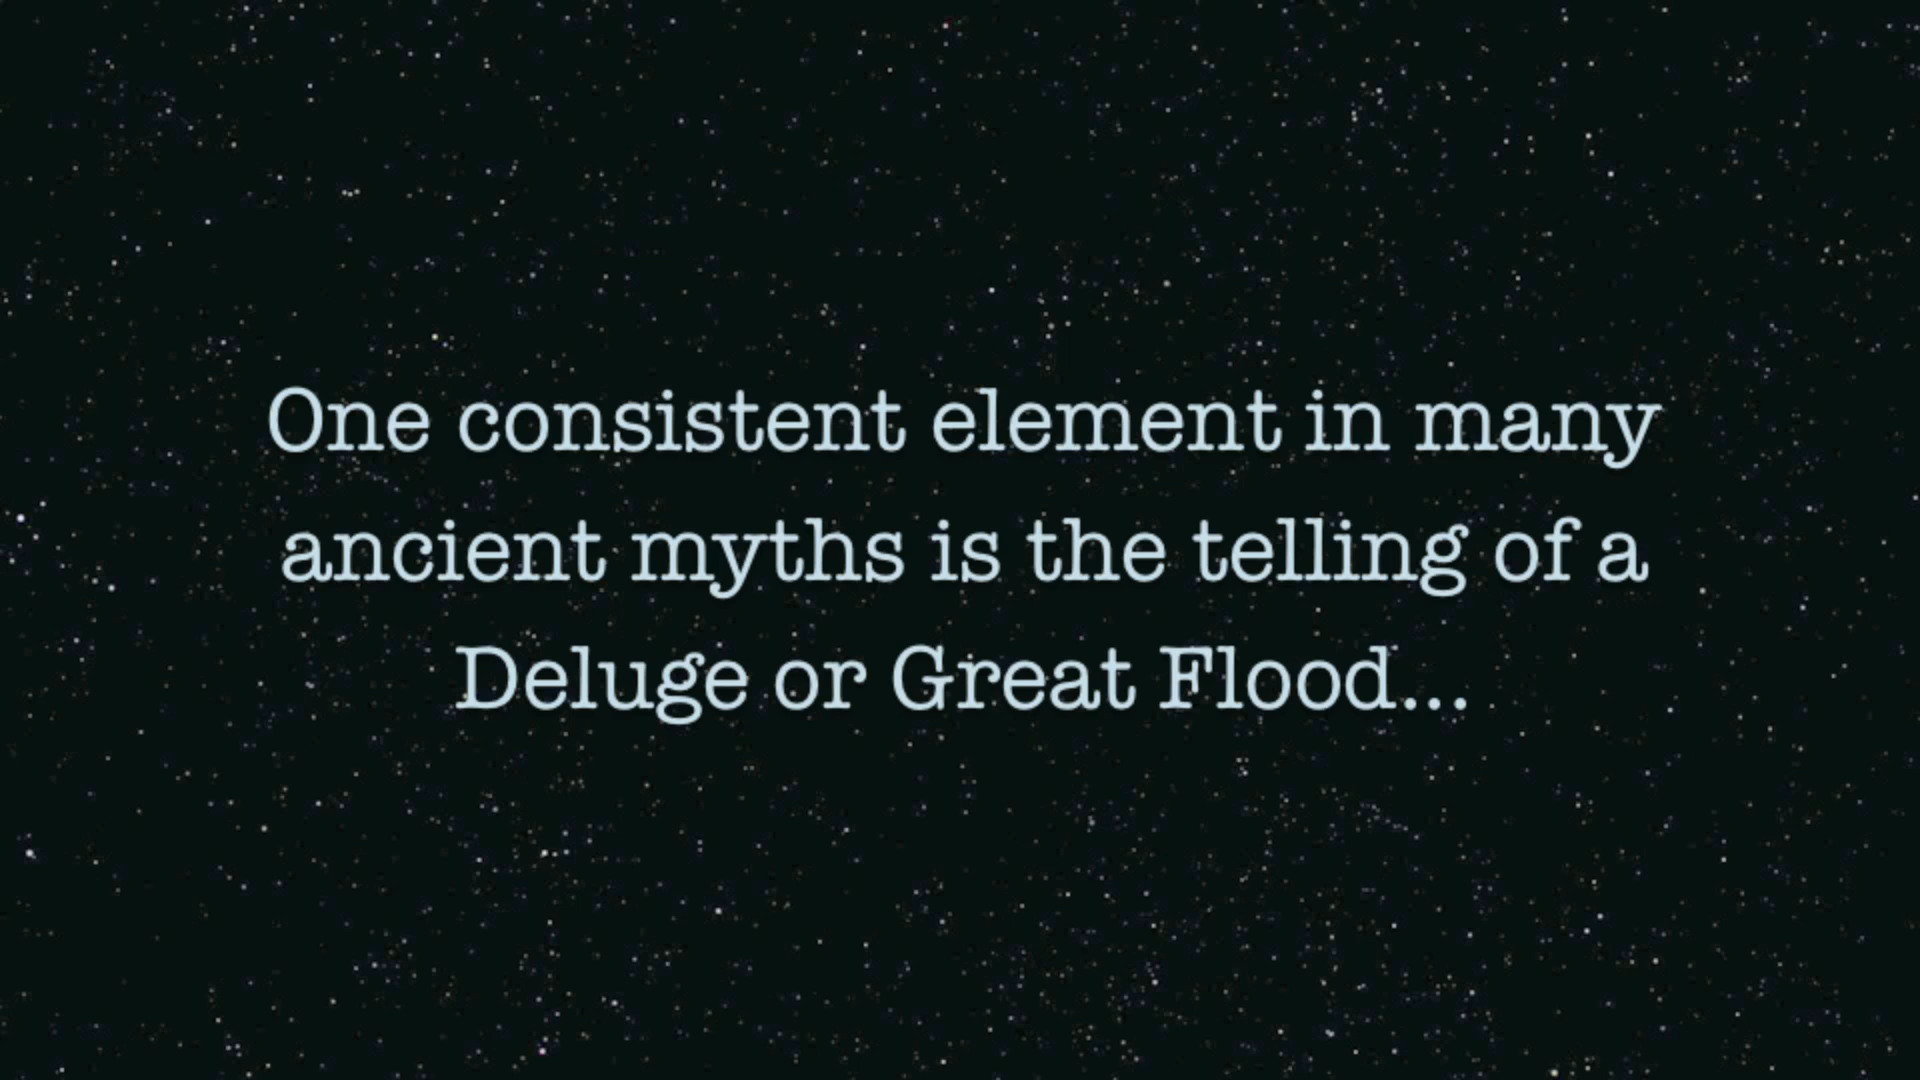 One consistent element in many
ancient myths is the telling of a
Deluge or Great Flood...